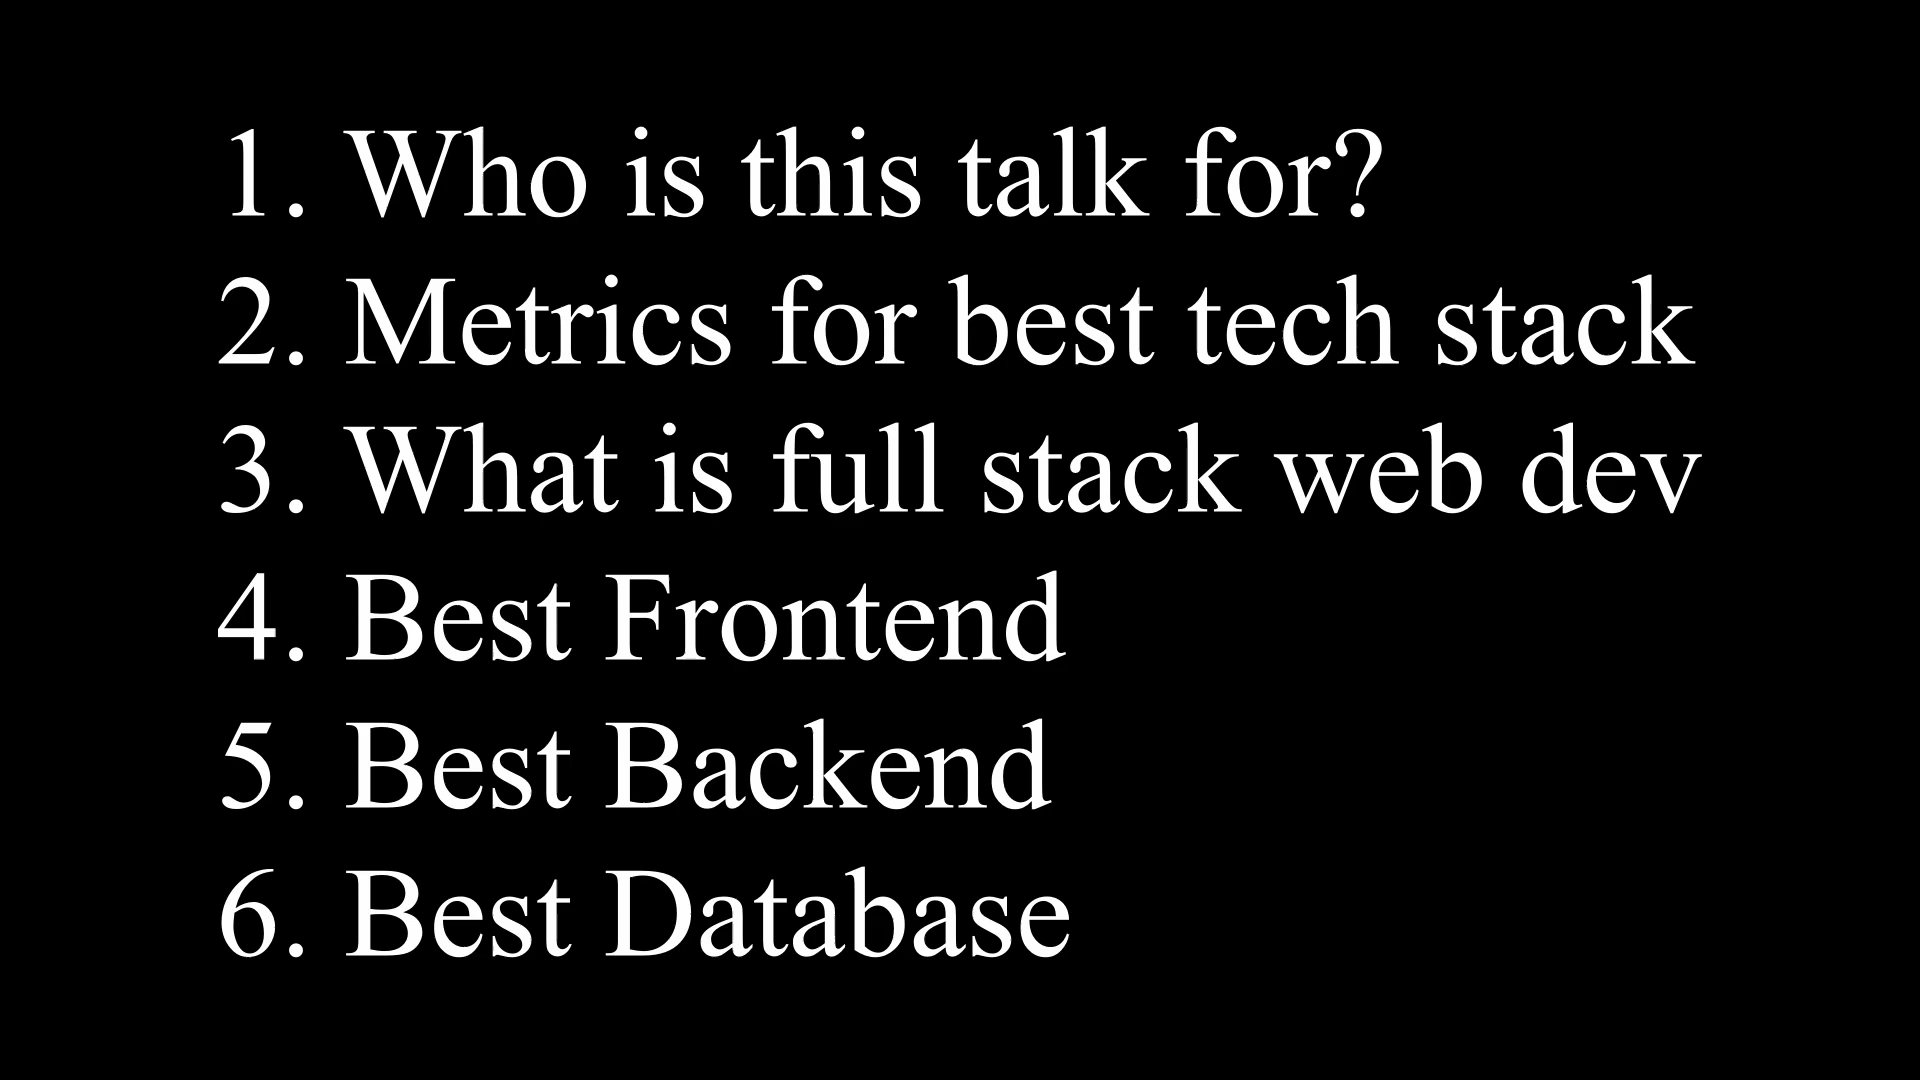 1. Who is this talk for?
2. Metrics for best tech stack
3. What is full stack web dev
4. Best Frontend
5. Best Backend
6. Best Database